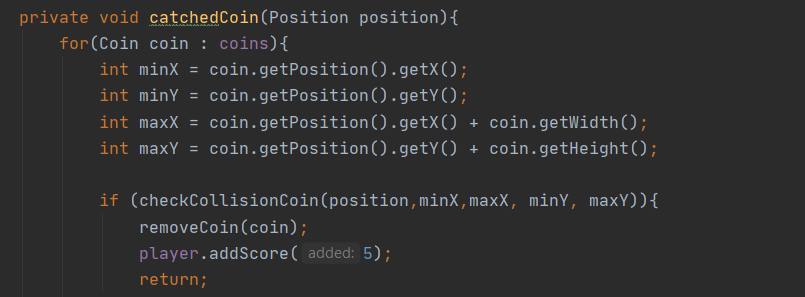 private void catchedCoin(Position position){
for(Coin coin : coins){
int minX = coin.getPosition().getX();
int minY = coin.getPosition().getY();
int maxX = coin.getPosition().getX() + coin.getWidth();
int maxY = coin.getPosition().getY() + coin.getHeight();
if (checkCollisionCoin(position,minX,maxX, minY, maxY)){
removeCoin(coin);
player.addScore( added: 5);
return;